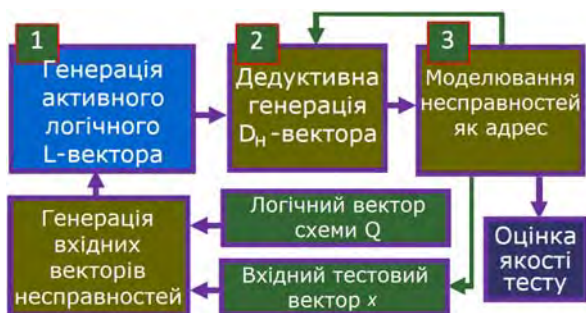 1
Генерація
активного
логічного
L-вектора
2
Дедуктивна
генерація
Dн-вектора
3
Моделювання
несправностей
як адрес
Генерація
вхідних
векторів
несправностей
Логічний вектор
схеми Q
Вхідний тестовий
вектор x
Оцінка
якості
тесту